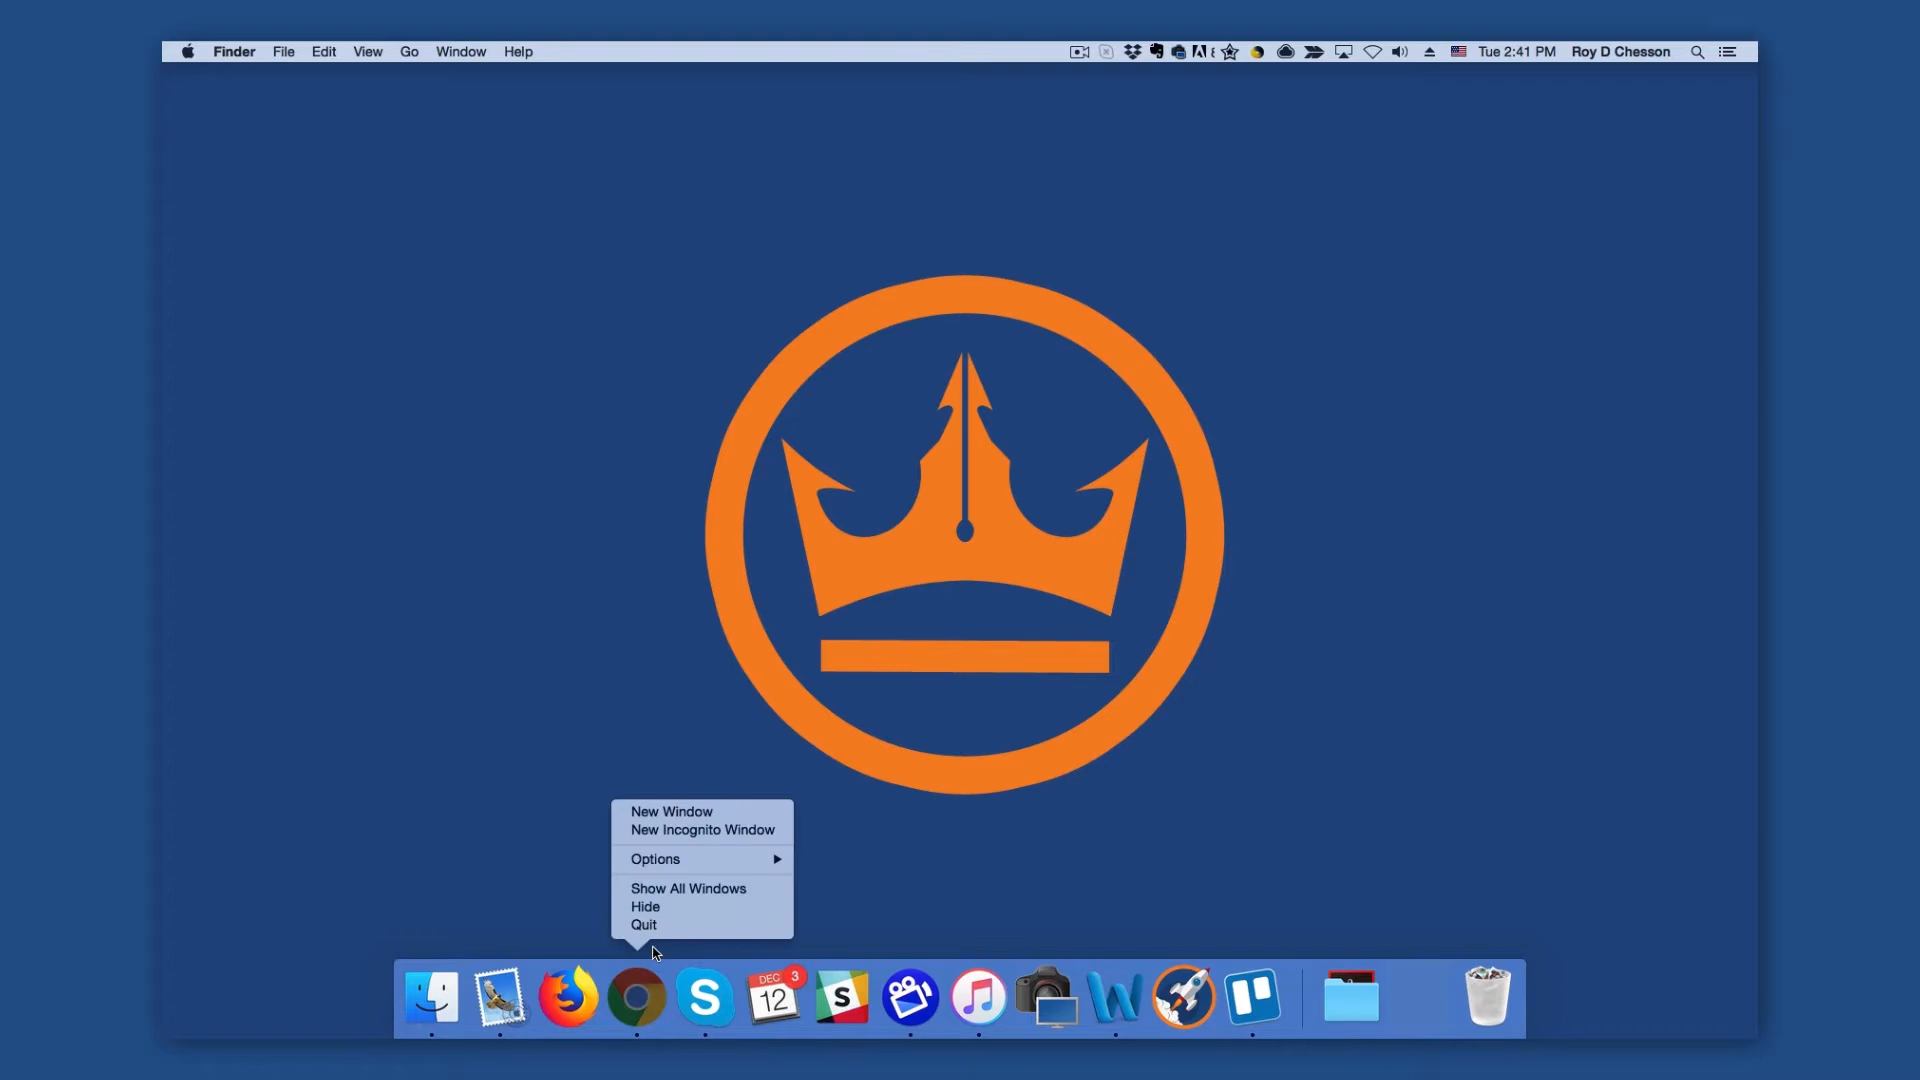 Finder File Edit View Go Window Help Tue 2:41 PM Roy D Chesson
New Window
New Incognito Window
Options
Show All Windows
Hide
Quit
DEC 3
12